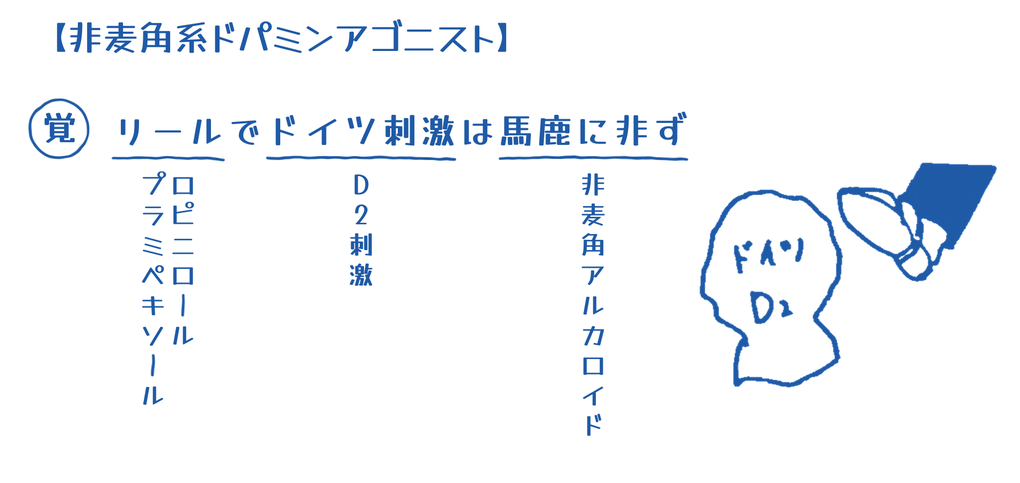 【非麦角系ドパミンアゴニスト】
覚 リールでドイツ刺激は馬鹿に非ず
ロピニロール
プラミペキソール
D2刺激
非麦角アルカロイド
ドイツ
D2